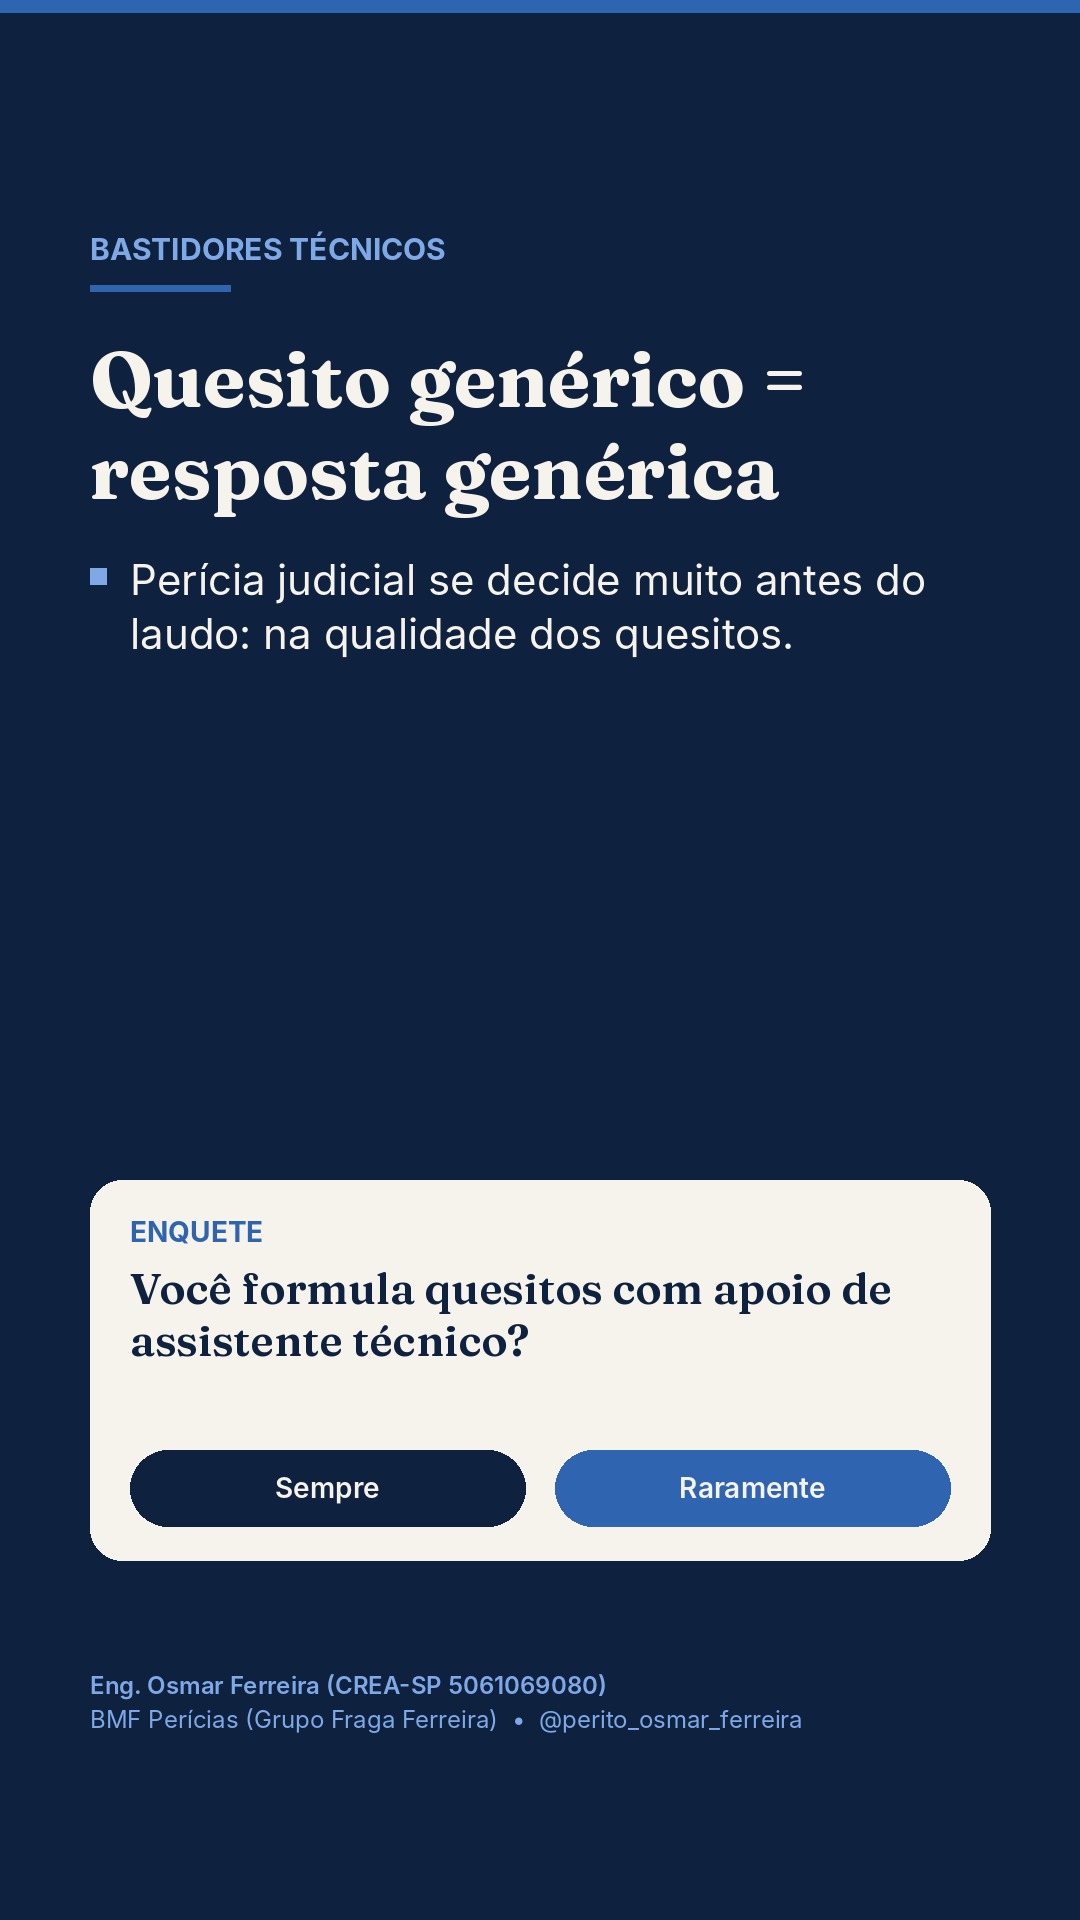 BASTIDORES TÉCNICOS
Quesito genérico =
resposta genérica
Perícia judicial se decide muito antes do
laudo: na qualidade dos quesitos.
ENQUETE
Você formula quesitos com apoio de
assistente técnico?
Sempre
Raramente
Eng. Osmar Ferreira (CREA-SP 5061069080)
BMF Perícias (Grupo Fraga Ferreira) • @perito_osmar_ferreira